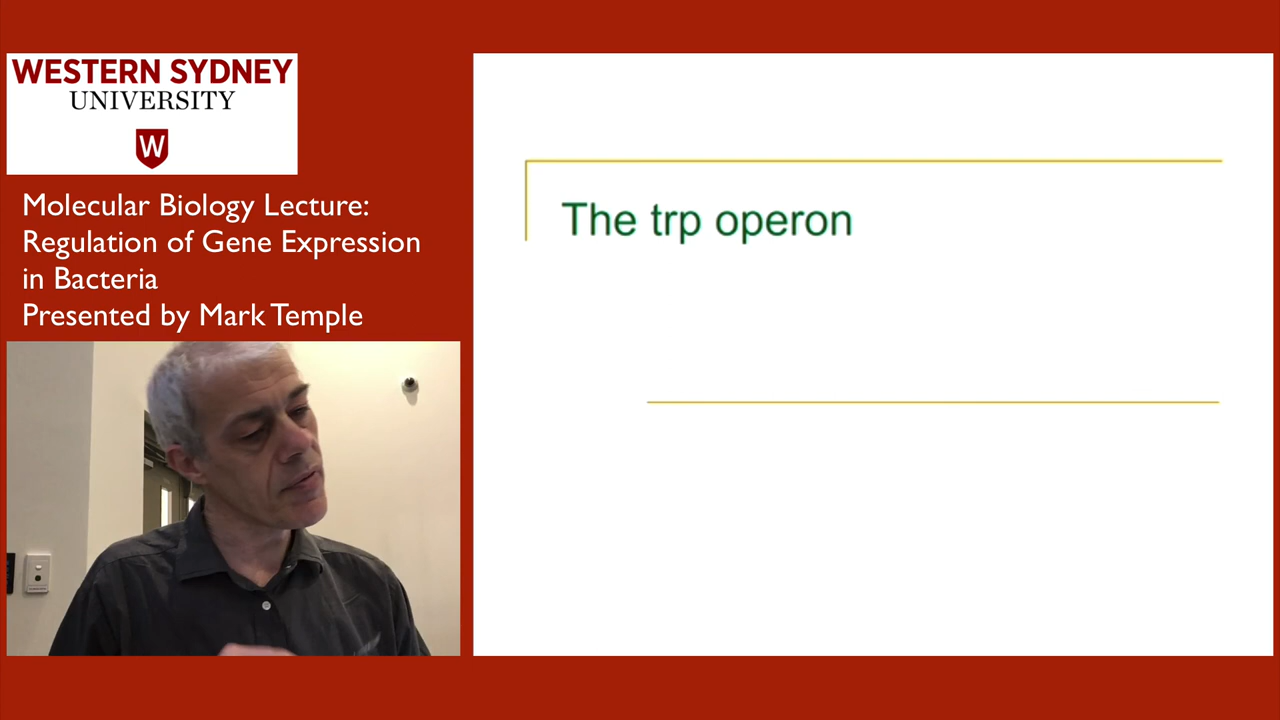 WESTERN SYDNEY
UNIVERSITY
W
Molecular Biology Lecture:
Regulation of Gene Expression
in Bacteria
Presented by Mark Temple
The trp operon